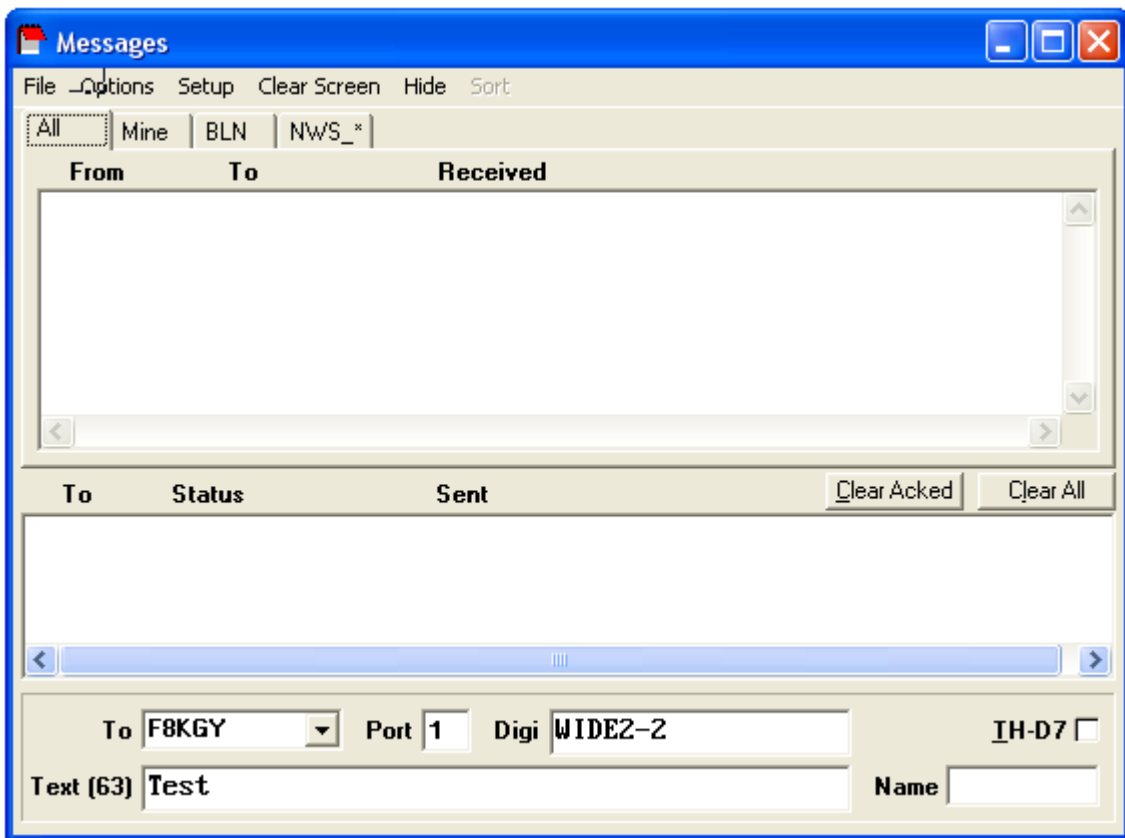 Messages
File Options Setup Clear Screen Hide Sort
All Mine BLN NWS_*
From To Received
To Status Sent Clear Acked Clear All
To F8KGY Port 1 Digi WIDE2-2 TH-D7
Text (63) Test Name